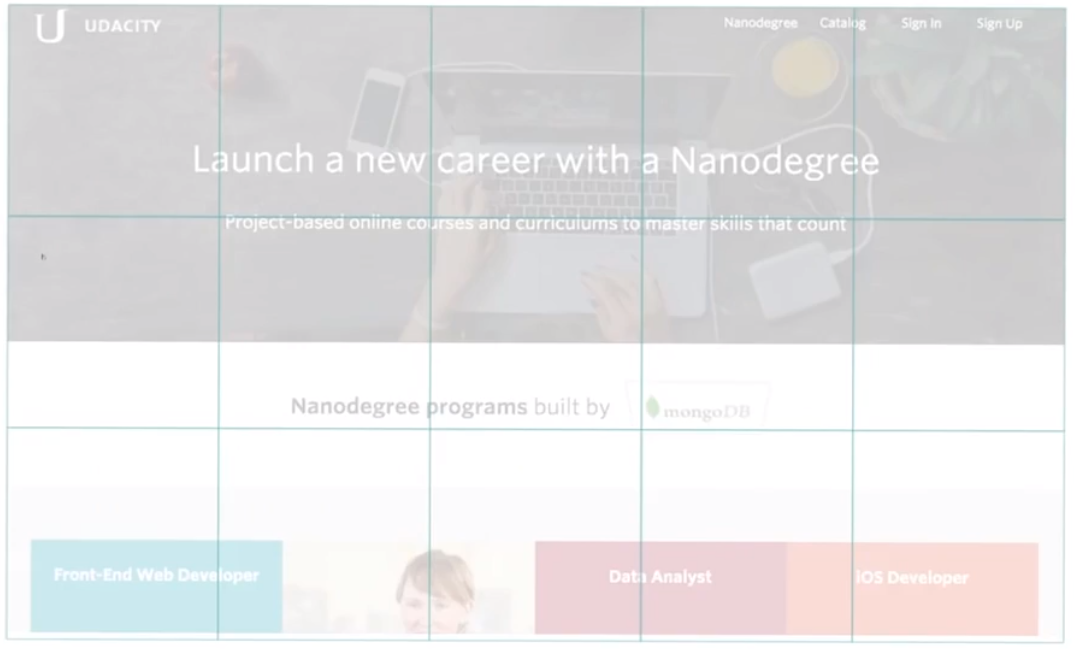 UDACITY
Nanodegree Catalog Sign In Sign Up
Launch a new career with a Nanodegree
Project-based online courses and curriculums to master skills that count
Nanodegree programs built by mongoDB
Front-End Web Developer
Data Analyst
iOS Developer